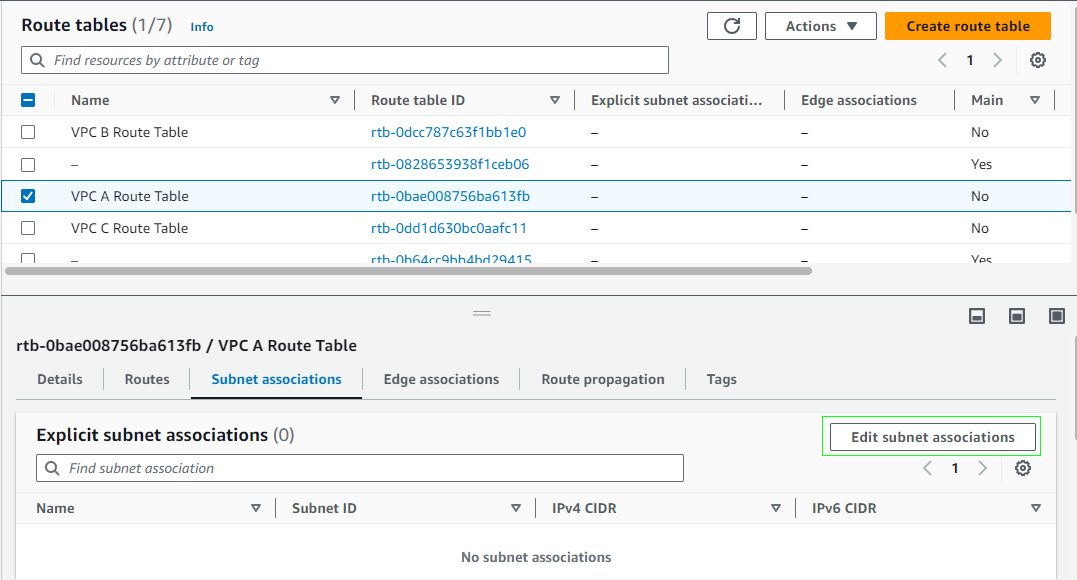 Route tables (1/7) Info
Actions
Create route table
Find resources by attribute or tag
1
Name Route table ID Explicit subnet associati... Edge associations Main
VPC B Route Table rtb-0dcc787c63f1bb1e0 – – No
– rtb-0828653938f1ceb06 – – Yes
VPC A Route Table rtb-0bae008756ba613fb – – No
VPC C Route Table rtb-0dd1d630bc0aafc11 – – No
– rtb-0b64cc9bb4bd29415 – – Yes
rtb-0bae008756ba613fb / VPC A Route Table
Details Routes Subnet associations Edge associations Route propagation Tags
Explicit subnet associations (0)
Edit subnet associations
Find subnet association
1
Name Subnet ID IPv4 CIDR IPv6 CIDR
No subnet associations